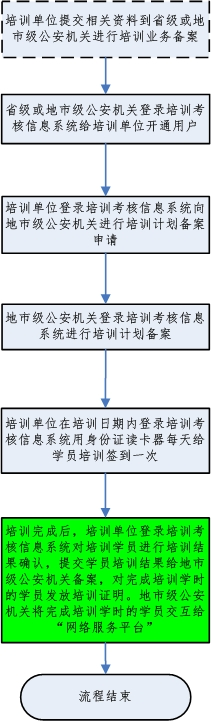 培训单位提交相关资料到省级或地
市级公安机关进行培训业务备案
省级或地市级公安机关登录培训考
核信息系统给培训单位开通用户
培训单位登录培训考核信息系统向
地市级公安机关进行培训计划备案
申请
地市级公安机关登录培训考核信息
系统进行培训计划备案
培训单位在培训日期内登录培训考
核信息系统用身份证读卡器每天给
学员培训签到一次
培训完成后，培训单位登录培训考
核信息系统对培训学员进行培训结
果确认，提交学员培训结果给地市
级公安机关备案，对完成培训学时
的学员发放培训证明。地市级公安
机关将完成培训学时的学员交互给
“网络服务平台”
流程结束